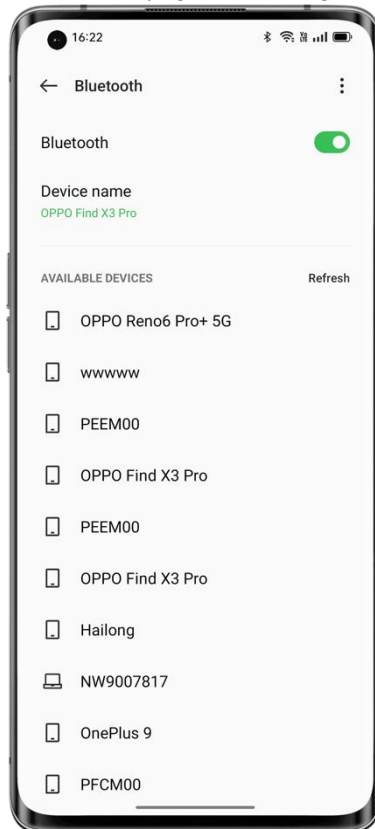 16:22
Bluetooth
Bluetooth
Device name
OPPO Find X3 Pro
AVAILABLE DEVICES Refresh
OPPO Reno6 Pro+ 5G
wwwww
PEEM00
OPPO Find X3 Pro
PEEM00
OPPO Find X3 Pro
Hailong
NW9007817
OnePlus 9
PFCM00